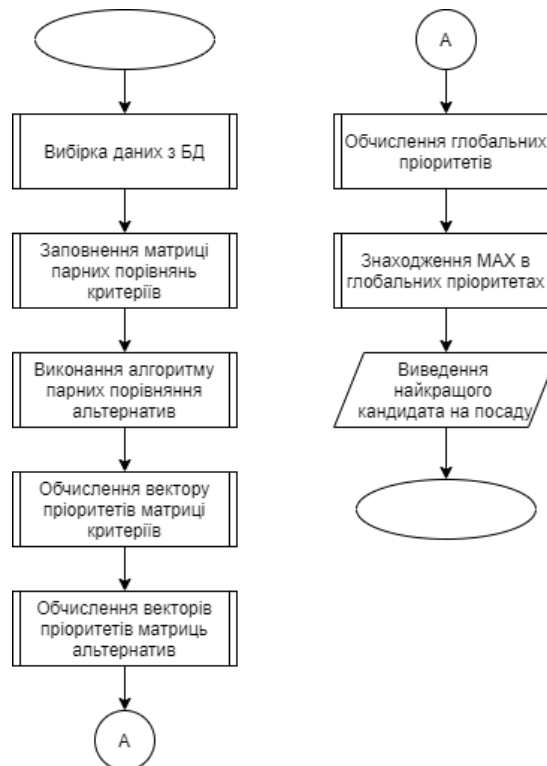 Вибірка даних з БД
Заповнення матриці
парних порівнянь
критеріїв
Виконання алгоритму
парних порівняння
альтернатив
Обчислення вектору
пріоритетів матриці
критеріїв
Обчислення векторів
пріоритетів матриць
альтернатив
А
А
Обчислення глобальних
пріоритетів
Знаходження МАХ в
глобальних пріоритетах
Виведення
найкращого
кандидата на посаду